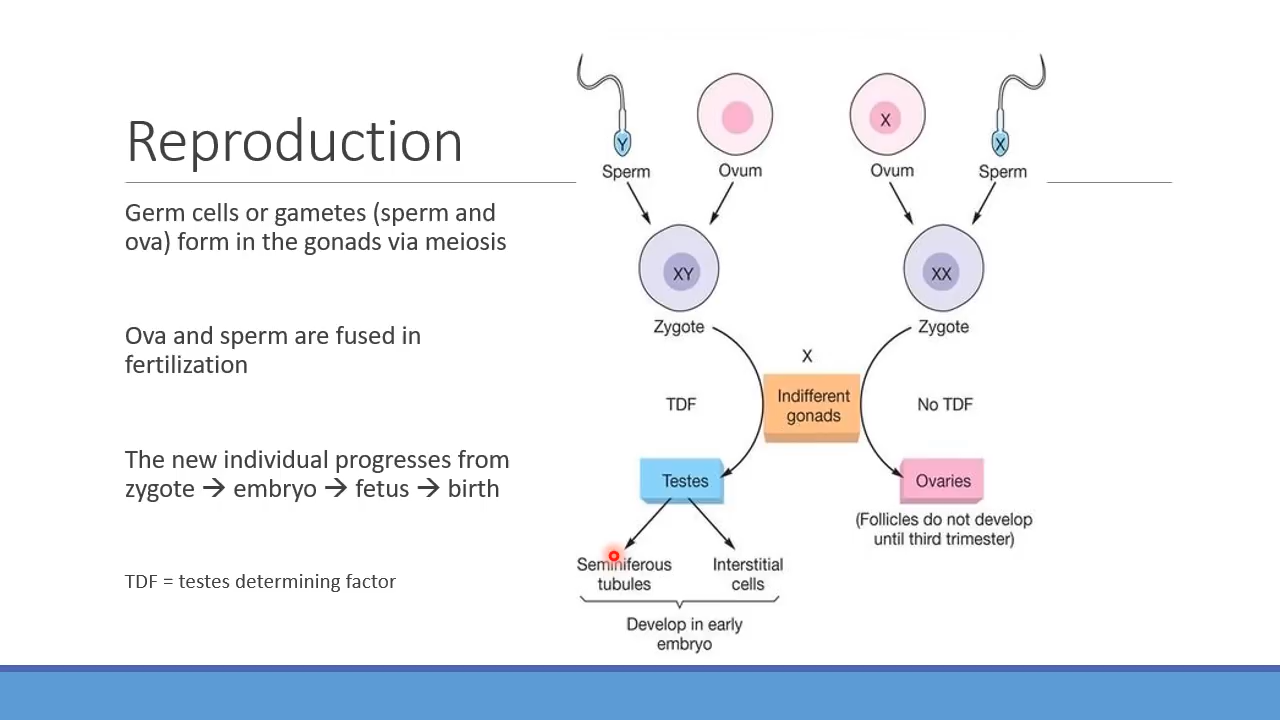 Reproduction
Germ cells or gametes (sperm and
ova) form in the gonads via meiosis
Ova and sperm are fused in
fertilization
The new individual progresses from
zygote → embryo → fetus → birth
TDF = testes determining factor
Y
X
X
Sperm
Ovum
Ovum
Sperm
XY
XX
Zygote
Zygote
X
Indifferent
gonads
TDF
No TDF
Testes
Ovaries
(Follicles do not develop
until third trimester)
Seminiferous
tubules
Interstitial
cells
Develop in early
embryo